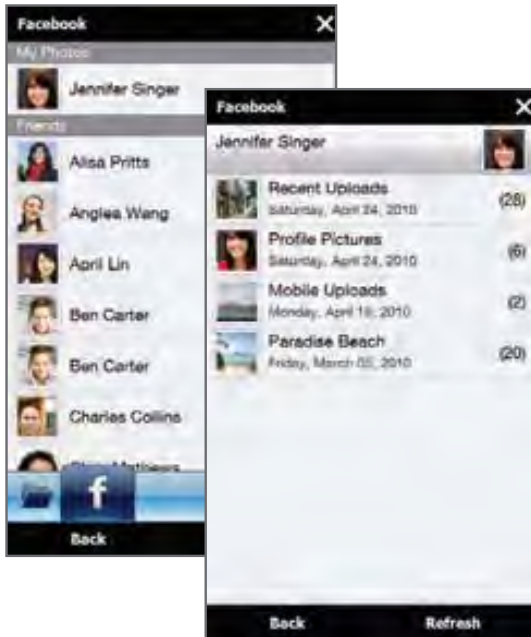 Facebook
My Photos
Jennifer Singer
Friends
Alisa Pritts
Anglea Wang
April Lin
Ben Carter
Ben Carter
Charles Collins
Mathews
Back
Facebook
Jennifer Singer
Recent Uploads (28)
Saturday, April 24, 2010
Profile Pictures (6)
Saturday, April 24, 2010
Mobile Uploads (2)
Monday, April 19, 2010
Paradise Beach (20)
Friday, March 05, 2010
Back Refresh